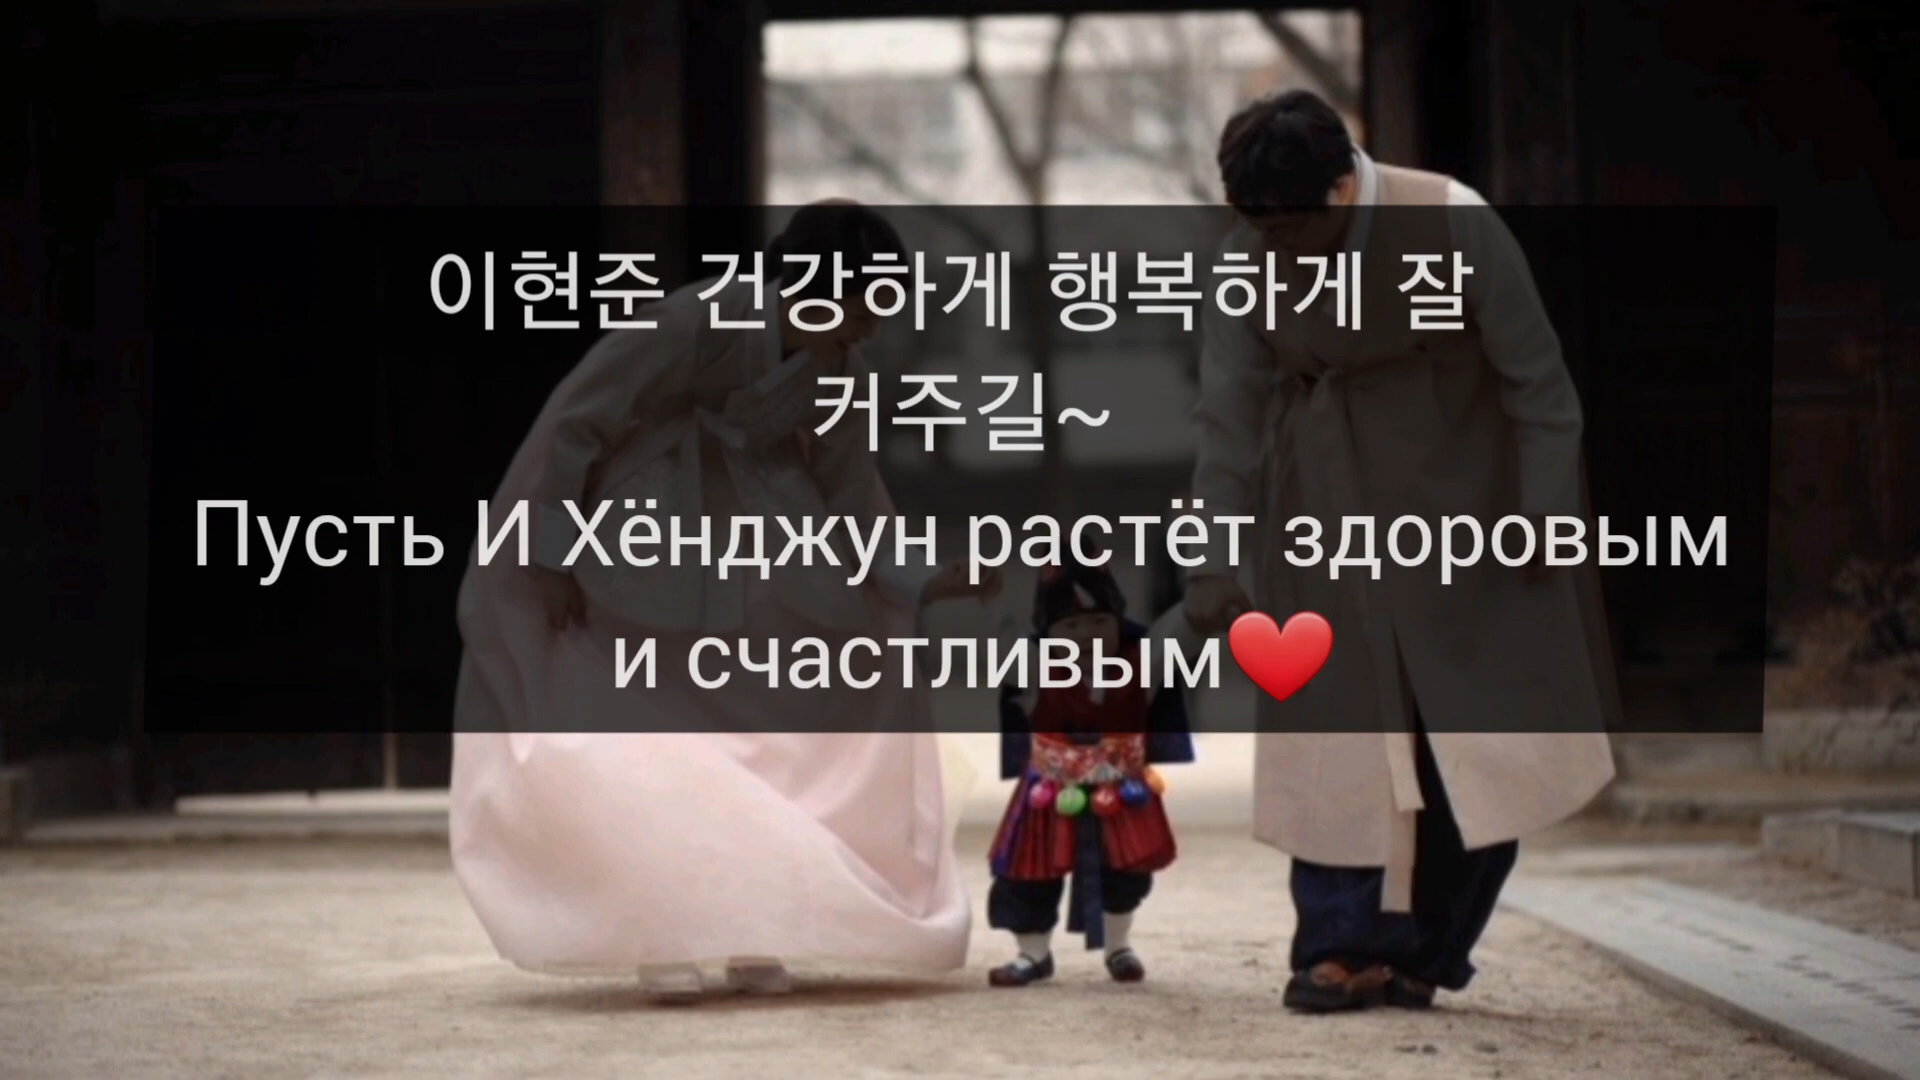 이현준 건강하게 행복하게 잘
커주길~
Пусть И Хёнджун растёт здоровым
и счастливым❤️